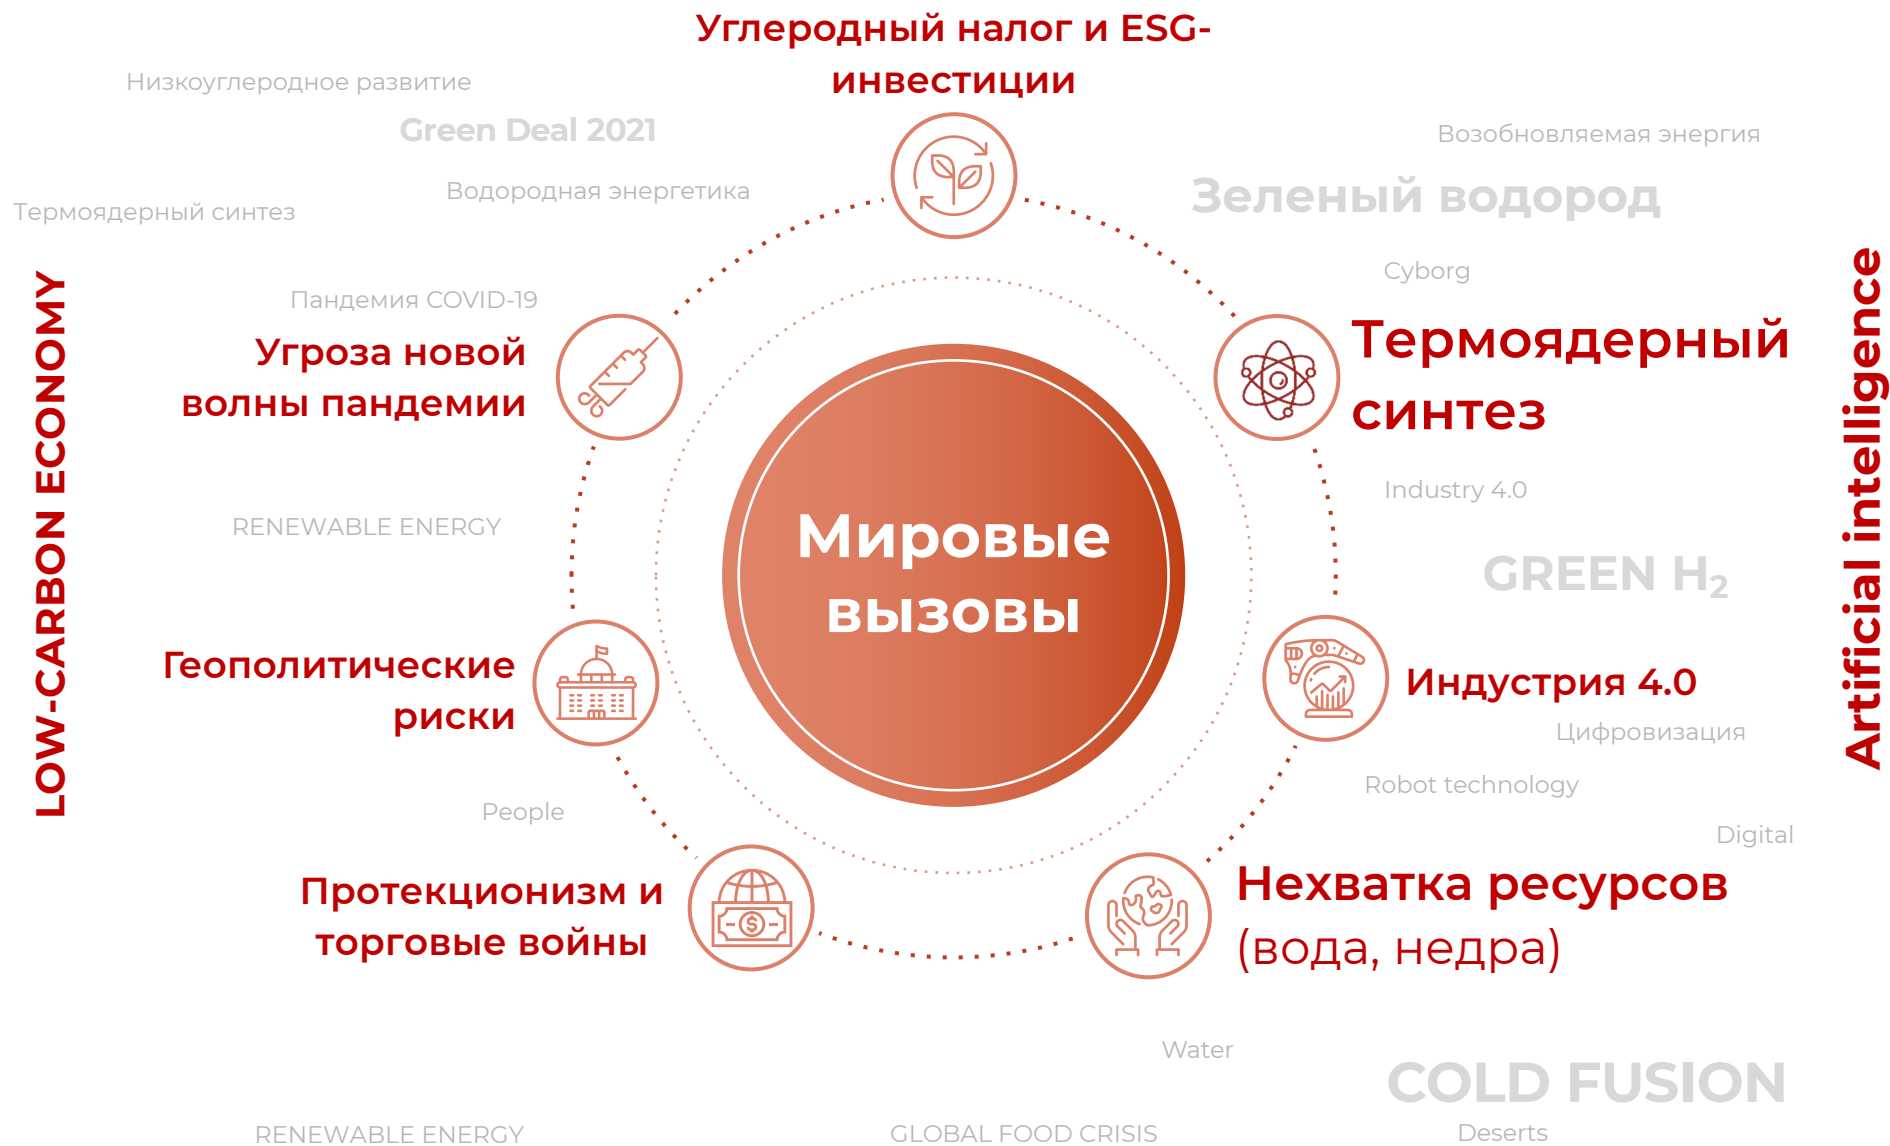 Углеродный налог и ESG-
инвестиции
Низкоуглеродное развитие
Green Deal 2021
Возобновляемая энергия
Водородная энергетика
Зеленый водород
Термоядерный синтез
Cyborg
Пандемия COVID-19
Угроза новой
волны пандемии
Термоядерный
синтез
LOW-CARBON ECONOMY
Artificial intelligence
Industry 4.0
RENEWABLE ENERGY
Мировые
вызовы
GREEN H₂
Геополитические
риски
Индустрия 4.0
Цифровизация
Robot technology
People
Digital
Протекционизм и
торговые войны
$
Нехватка ресурсов
(вода, недра)
Water
COLD FUSION
RENEWABLE ENERGY
GLOBAL FOOD CRISIS
Deserts